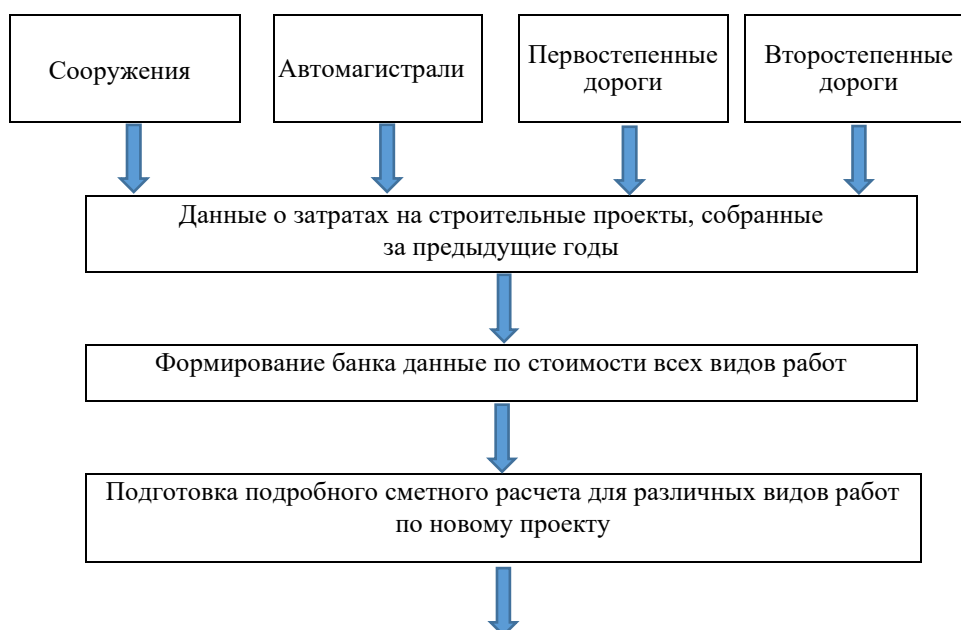 Сооружения
Автомагистрали
Первостепенные
дороги
Второстепенные
дороги
Данные о затратах на строительные проекты, собранные
за предыдущие годы
Формирование банка данные по стоимости всех видов работ
Подготовка подробного сметного расчета для различных видов работ
по новому проекту